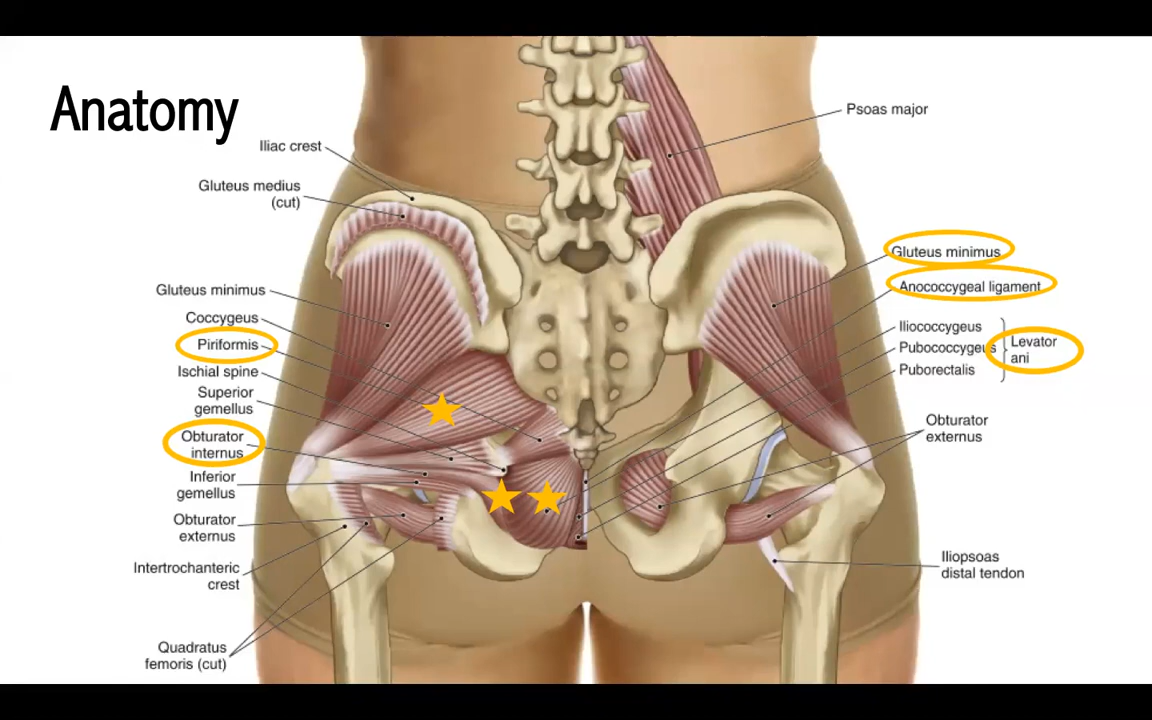 Anatomy
Iliac crest
Gluteus medius
(cut)
Gluteus minimus
Coccygeus
Piriformis
Ischial spine
Superior
gemellus
Obturator
internus
Inferior
gemellus
Obturator
externus
Intertrochanteric
crest
Quadratus
femoris (cut)
Psoas major
Gluteus minimus
Anococcygeal ligament
Iliococcygeus
Pubococcygeus
Puborectalis
Levator
ani
Obturator
externus
Iliopsoas
distal tendon